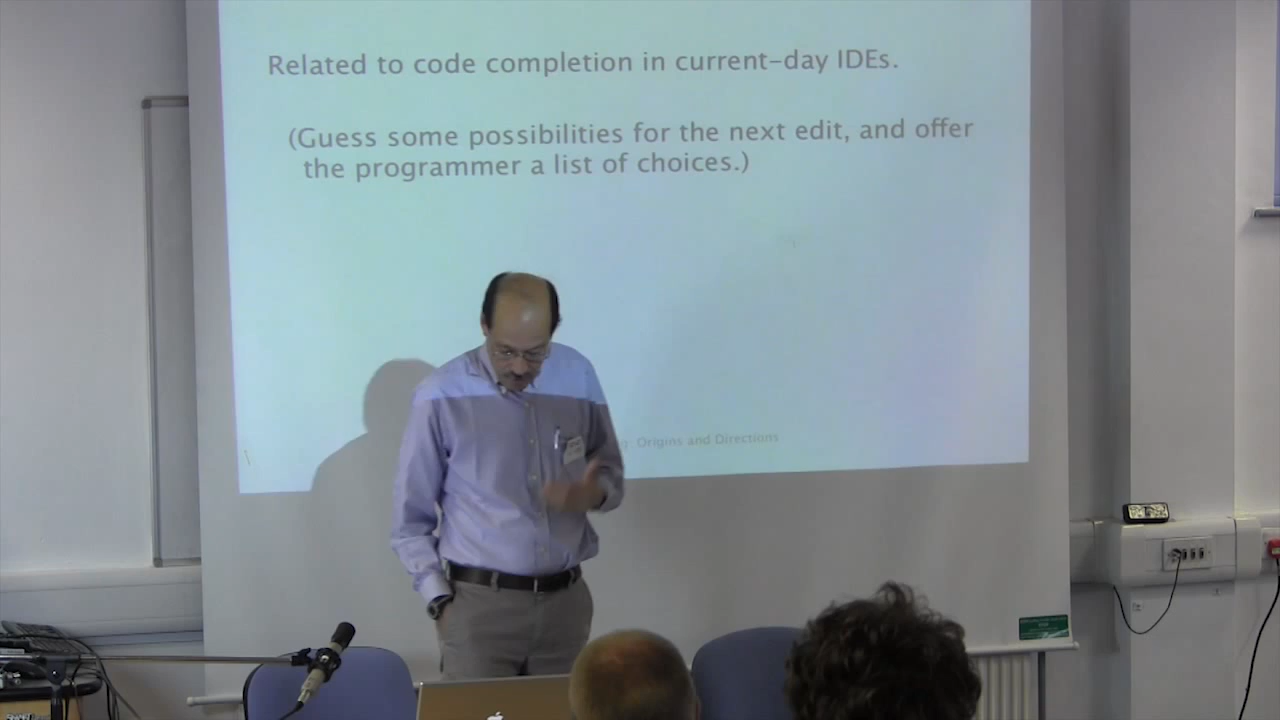 Related to code completion in current-day IDEs.
(Guess some possibilities for the next edit, and offer
the programmer a list of choices.)
Origins and Directions